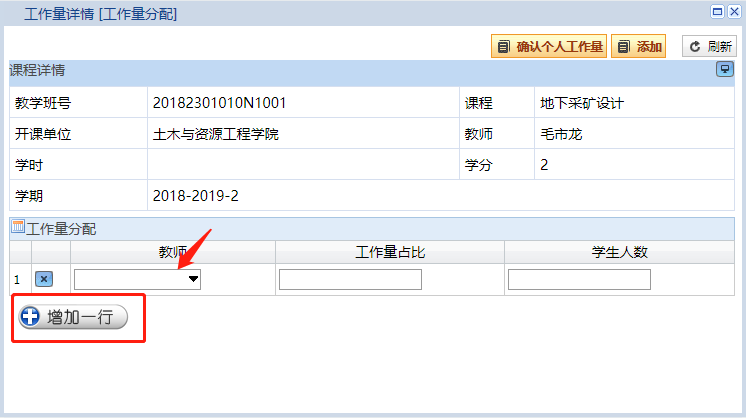 工作量详情 [工作量分配]
确认个人工作量 添加 刷新
课程详情
教学班号 20182301010N1001 课程 地下采矿设计
开课单位 土木与资源工程学院 教师 毛市龙
学时 学分 2
学期 2018-2019-2
工作量分配
教师 工作量占比 学生人数
1
增加一行